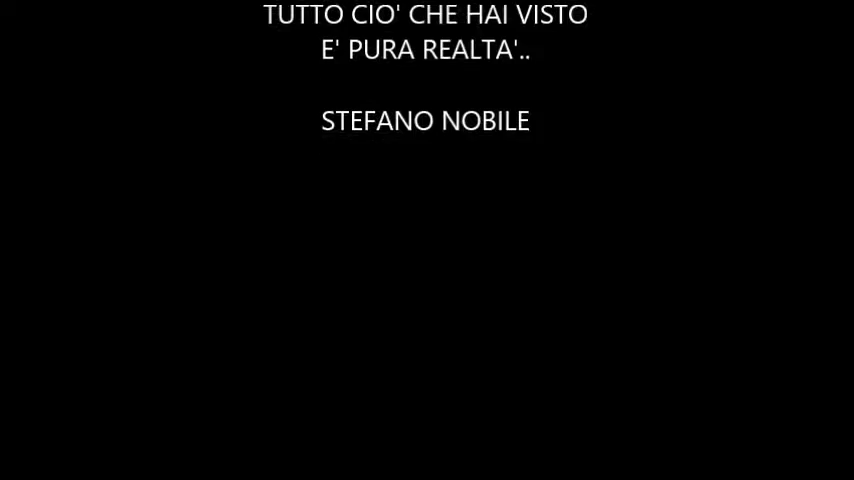 TUTTO CIO' CHE HAI VISTO
E' PURA REALTA'..
STEFANO NOBILE